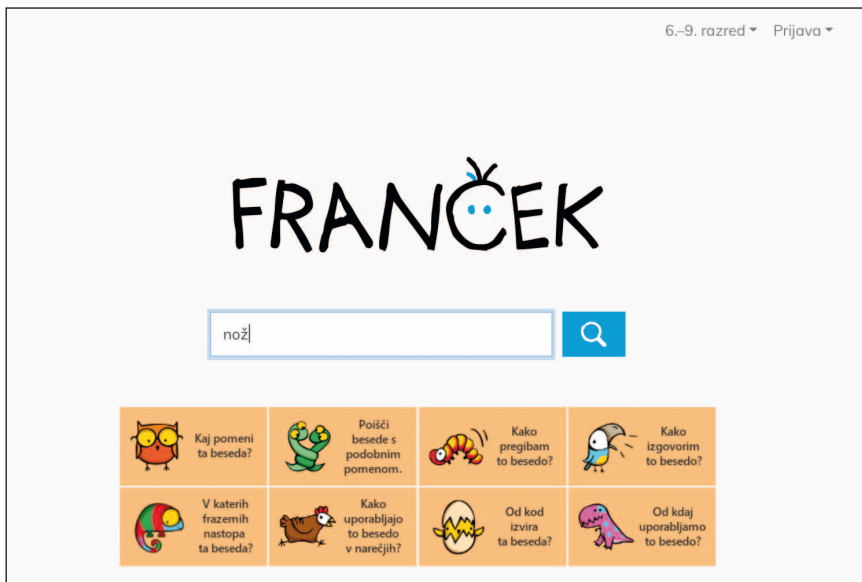 6.–9. razred Prijava
FRANČEK
nož
Kaj pomeni
ta beseda?
Poišči
besede s
podobnim
pomenom.
Kako
pregibam
to besedo?
Kako
izgovorim
to besedo?
V katerih
frazemih
nastopa
ta beseda?
Kako
uporabljajo
to besedo
v narečjih?
Od kod
izvira
ta beseda?
Od kdaj
uporabljamo
to besedo?